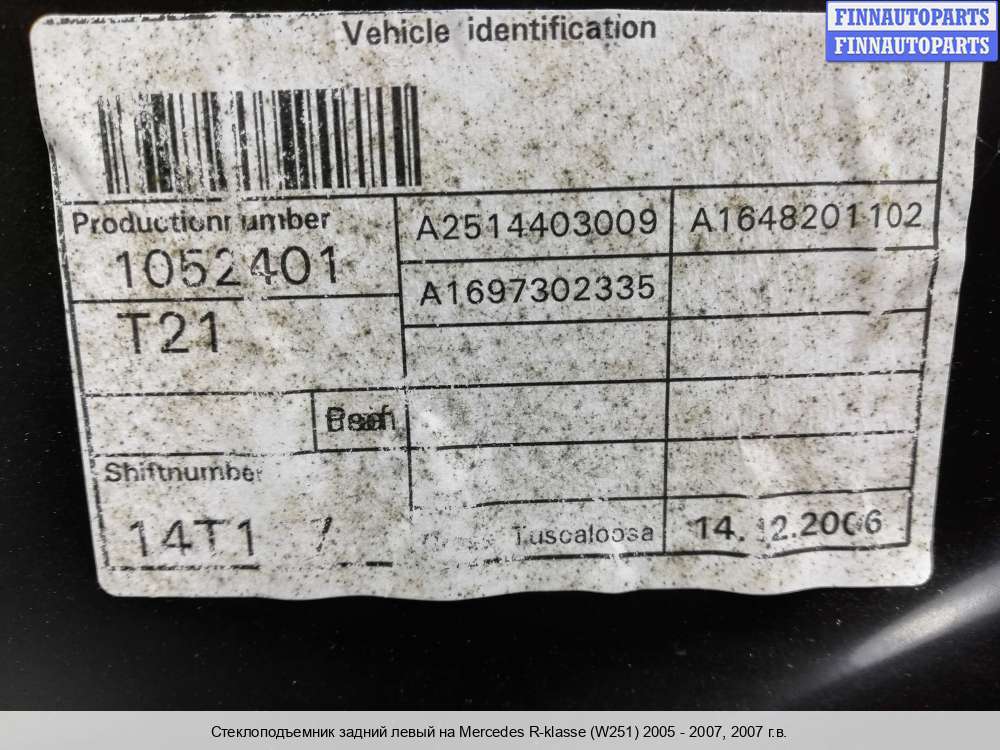 FINNAUTOPARTS
FINNAUTOPARTS
Vehicle identification
Productionnumber
1052401
A2514403009
A1648201102
A1697302335
T21
Shiftnumber
14T1 7
Tuscaloosa
14.12.2006
Стеклоподъемник задний левый на Mercedes R-klasse (W251) 2005 - 2007, 2007 г.в.